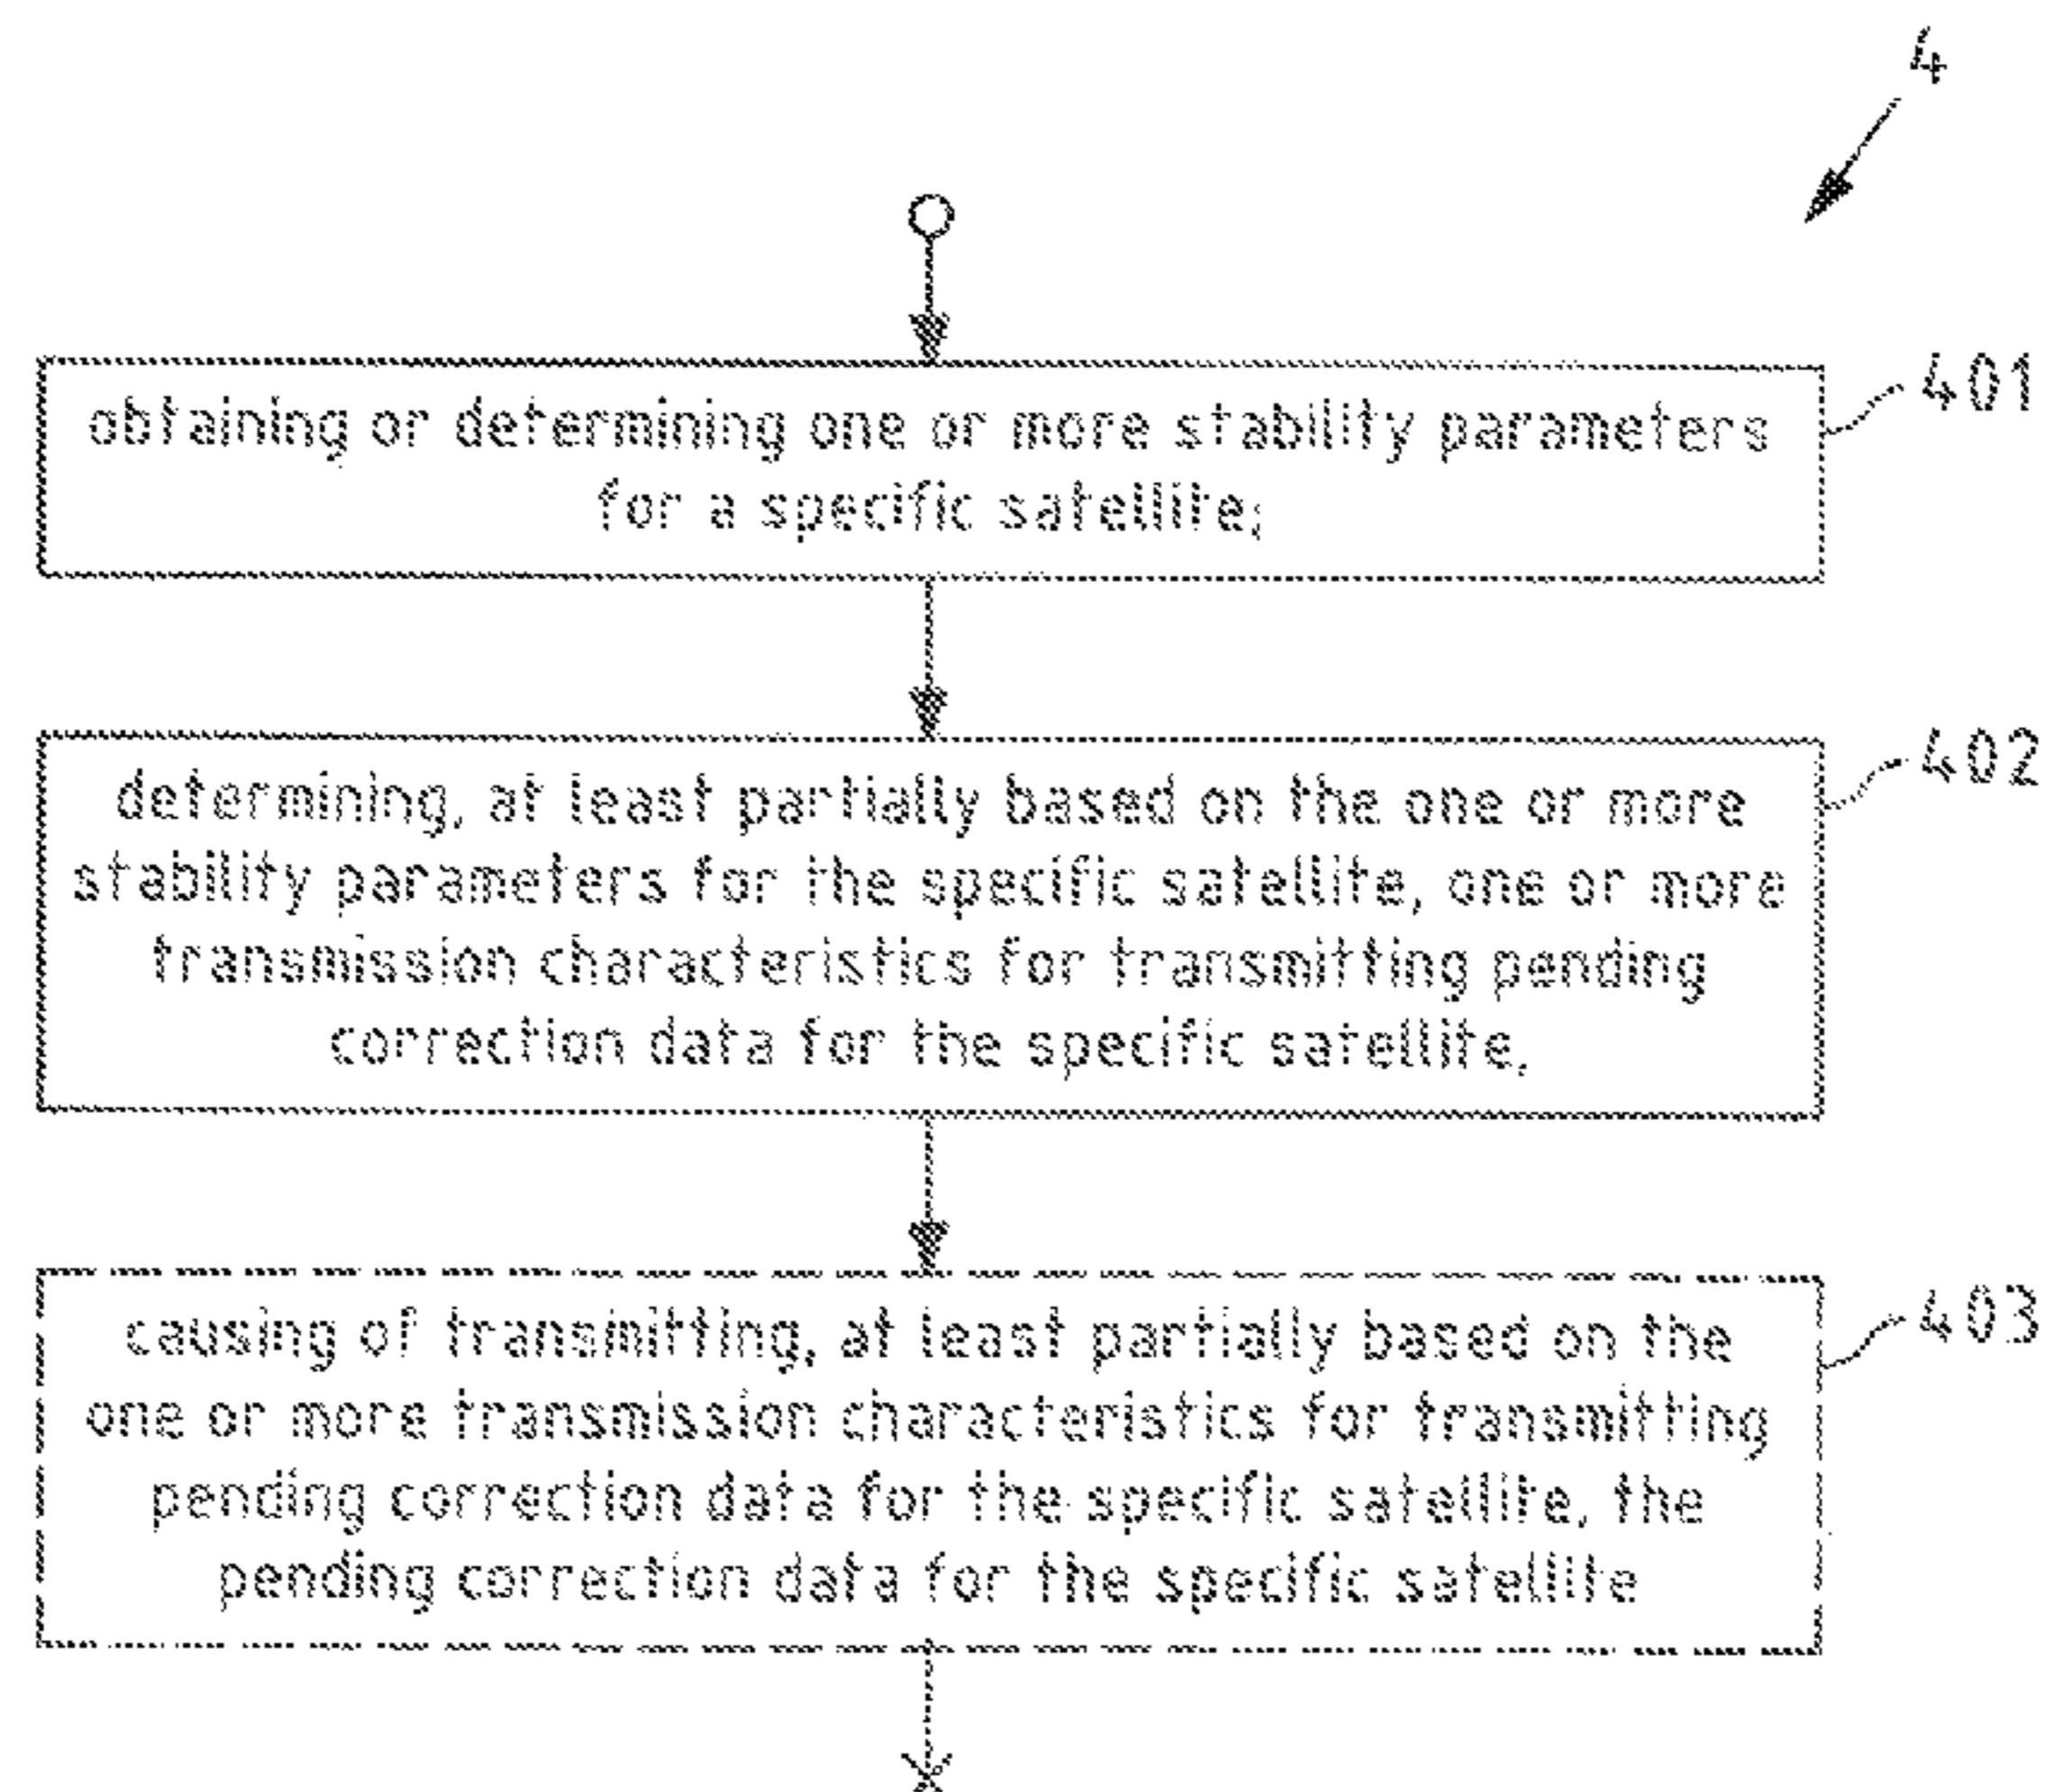 4
obtaining or determining one or more stability parameters
for a specific satellite;
401
determining, at least partially based on the one or more
stability parameters for the specific satellite, one or more
transmission characteristics for transmitting pending
correction data for the specific satellite,
402
causing of transmitting, at least partially based on the
one or more transmission characteristics for transmitting
pending correction data for the specific satellite, the
pending correction data for the specific satellite
403